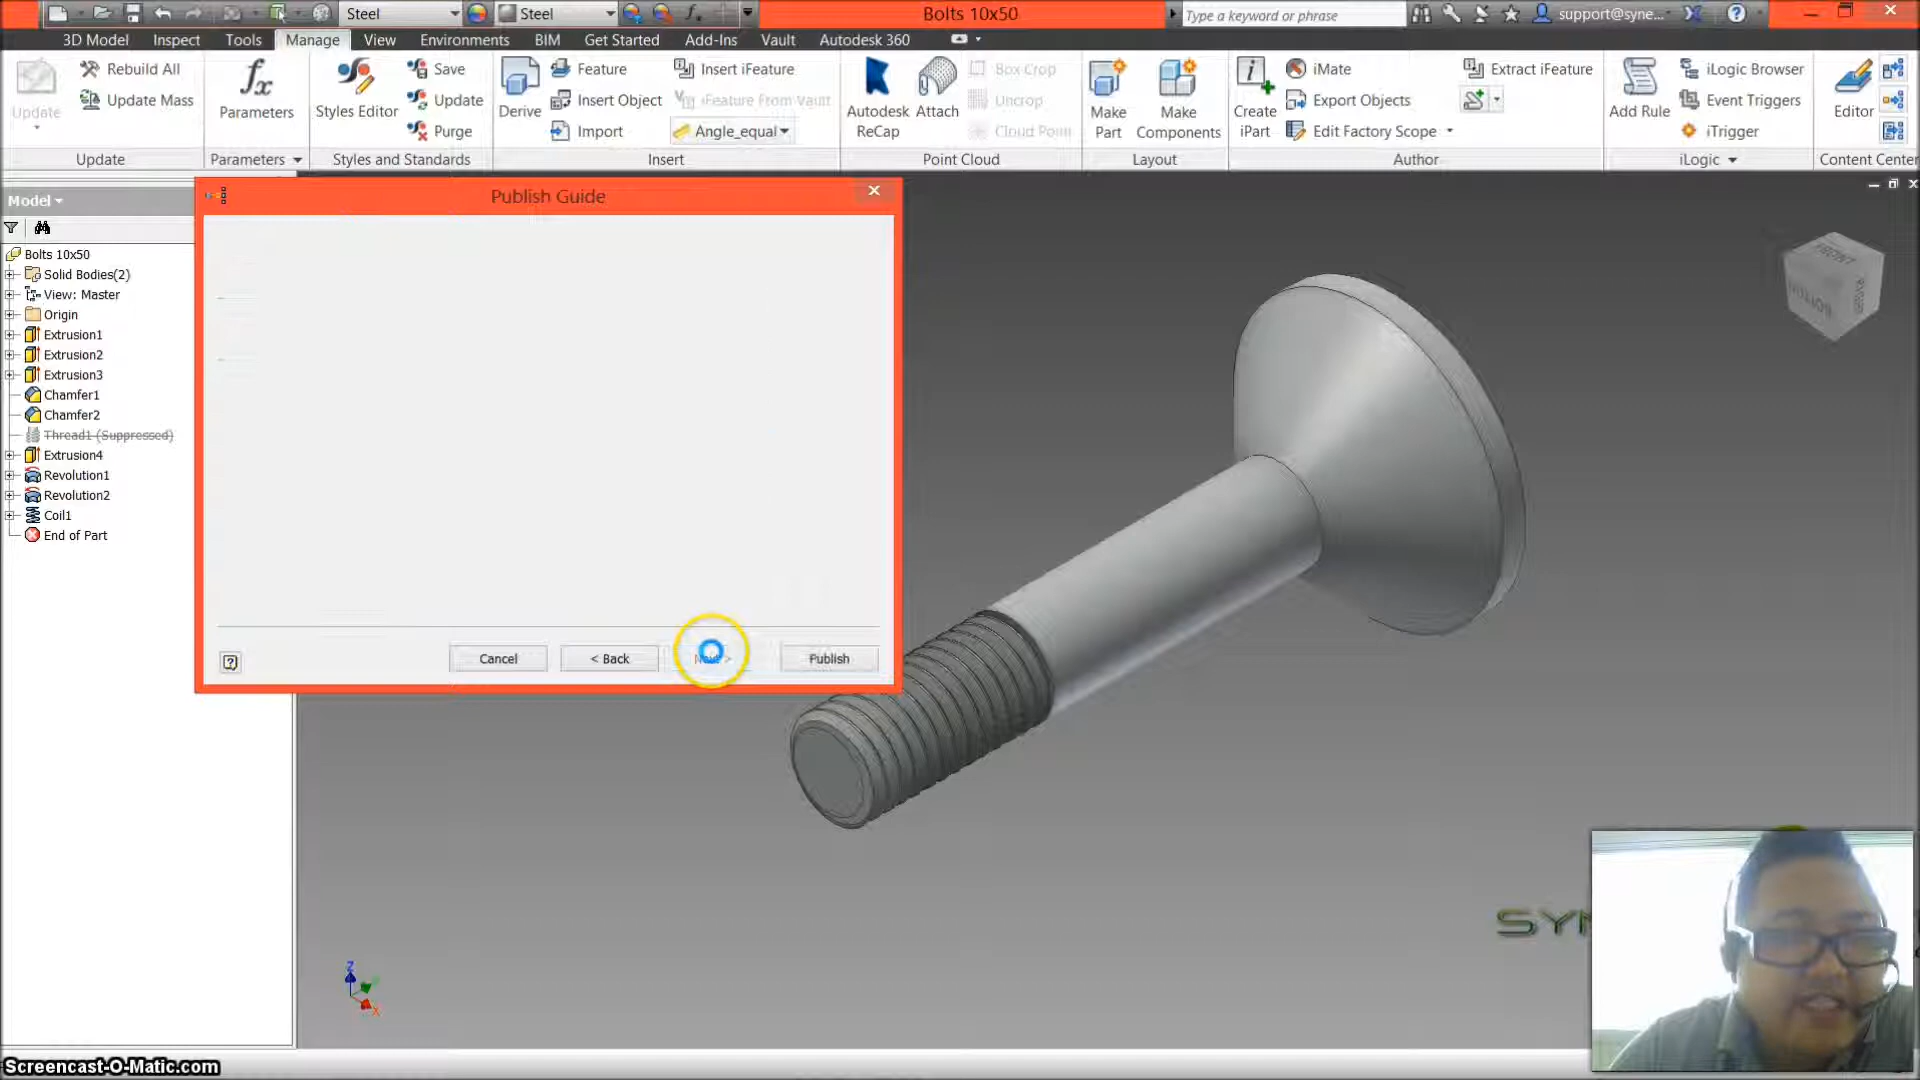 Steel
Steel
Bolts 10x50
Type a keyword or phrase
support@syne...
3D Model
Inspect
Tools
Manage
View
Environments
BIM
Get Started
Add-Ins
Vault
Autodesk 360
Update
Rebuild All
Update Mass
Update
fx
Parameters
Parameters
Styles Editor
Save
Update
Purge
Styles and Standards
Derive
Feature
Insert Object
Import
Insert iFeature
iFeature From Vault
Angle_equal
Insert
Autodesk
ReCap
Attach
Box Crop
Uncrop
Cloud Point
Point Cloud
Make
Part
Make
Components
Layout
Create
iPart
iMate
Export Objects
Edit Factory Scope
Extract iFeature
Author
Add Rule
iLogic Browser
Event Triggers
iTrigger
iLogic
Editor
Content Center
Model
Bolts 10x50
Solid Bodies(2)
View: Master
Origin
Extrusion1
Extrusion2
Extrusion3
Chamfer1
Chamfer2
Thread1 (Suppressed)
Extrusion4
Revolution1
Revolution2
Coil1
End of Part
Publish Guide
Cancel
< Back
Publish
FRONT
RIGHT
BOTTOM
Z
X
SYN
Screencast-O-Matic.com